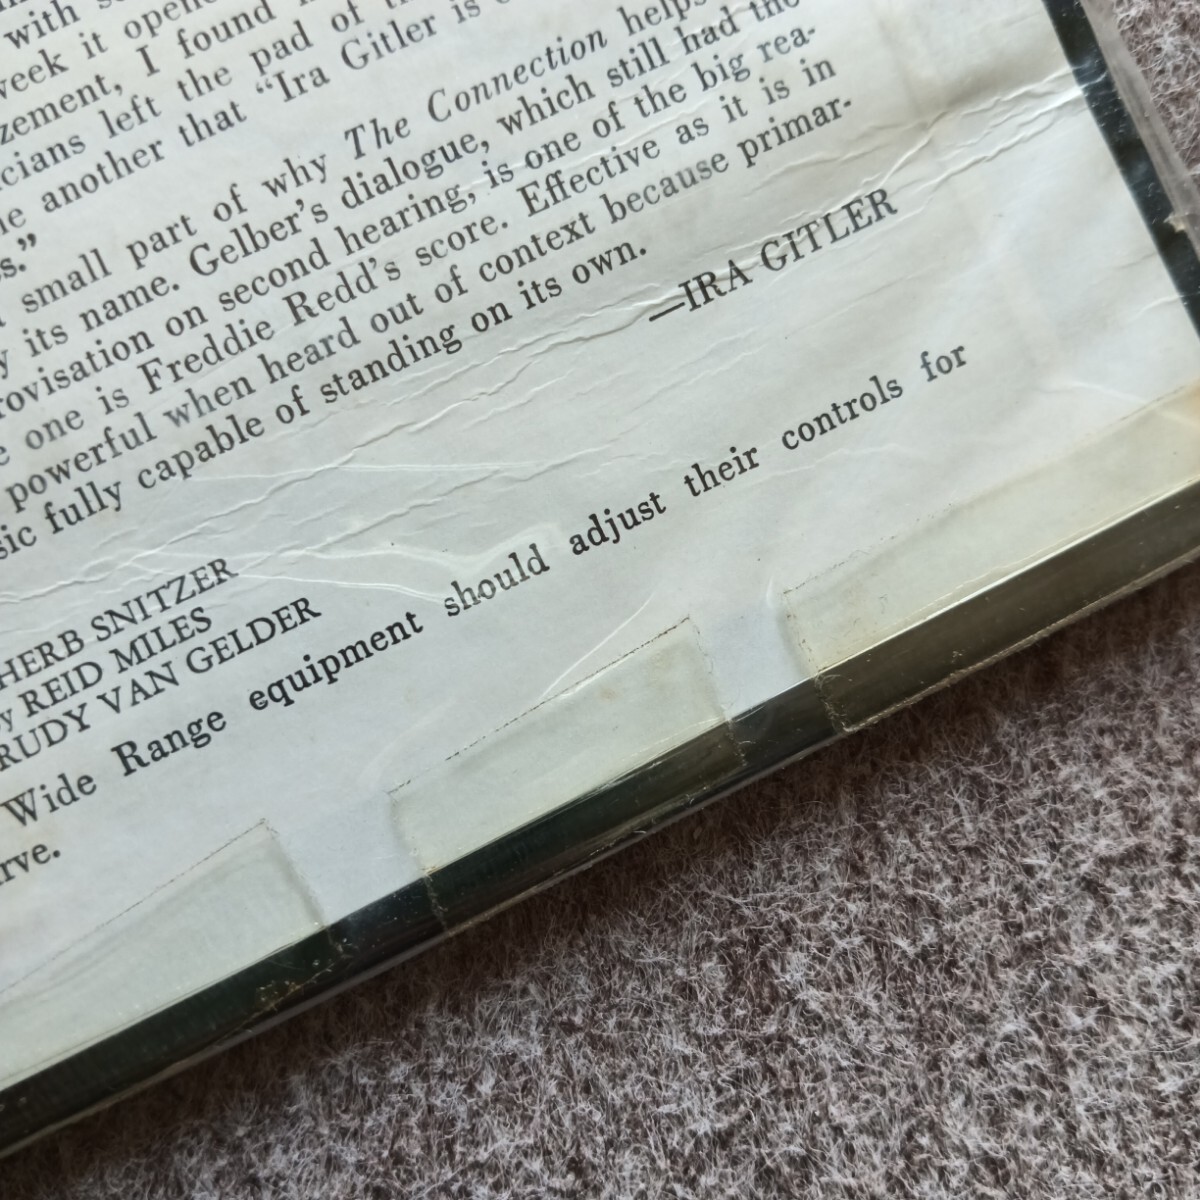 with
week it opene
zement, I found
icians left the pad of t
e another that “Ira Gitler is
s.”
small part of why The Connection helps
y its name. Gelber’s dialogue, which still had the
rovisation on second hearing, is one of the big rea-
e one is Freddie Redd’s score. Effective as it is in
powerful when heard out of context because primar-
sic fully capable of standing on its own.
—IRA GITLER
HERB SNITZER
y REID MILES
RUDY VAN GELDER
Wide Range equipment should adjust their controls for
rve.